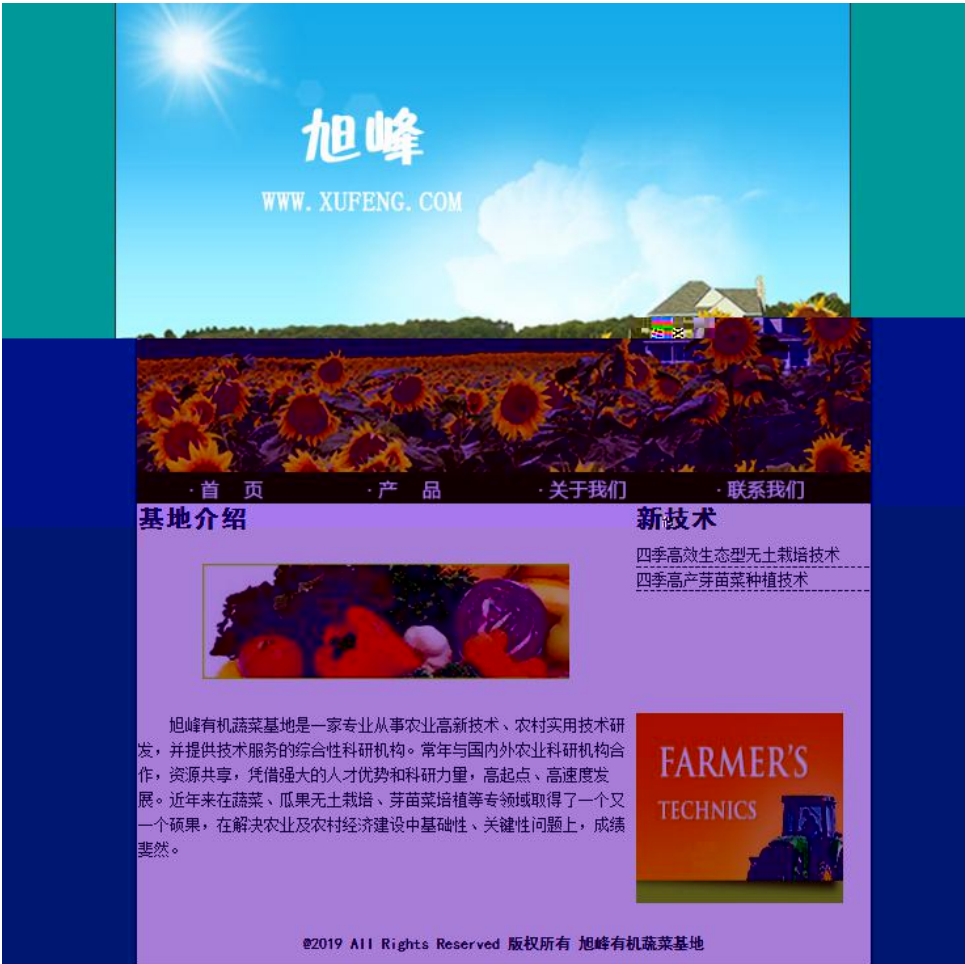 旭峰
WWW. XUFENG. COM
·首 页 ·产 品 ·关于我们 ·联系我们
基地介绍
旭峰有机蔬菜基地是一家专业从事农业高新技术、农村实用技术研
发，并提供技术服务的综合性科研机构。常年与国内外农业科研机构合
作，资源共享，凭借强大的人才优势和科研力量，高起点、高速度发
展。近年来在蔬菜、瓜果无土栽培、芽苗菜培植等专领域取得了一个又
一个硕果，在解决农业及农村经济建设中基础性、关键性问题上，成绩
斐然。
新技术
四季高效生态型无土栽培技术
四季高产芽苗菜种植技术
FARMER'S
TECHNICS
@2019 All Rights Reserved 版权所有 旭峰有机蔬菜基地